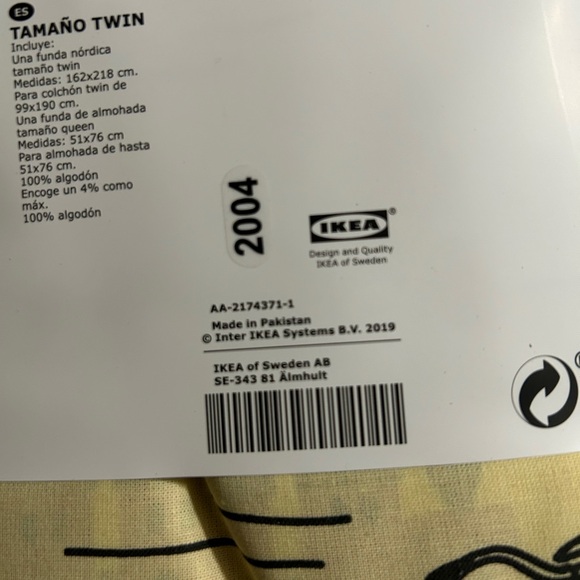 ES
TAMAÑO TWIN
Incluye:
Una funda nórdica
tamaño twin
Medidas: 162x218 cm.
Para colchón twin de
99x190 cm.
Una funda de almohada
tamaño queen
Medidas: 51x76 cm
Para almohada de hasta
51x76 cm.
100% algodón
Encoge un 4% como
máx.
100% algodón
2004
IKEA®
Design and Quality
IKEA of Sweden
AA-2174371-1
Made in Pakistan
© Inter IKEA Systems B.V. 2019
IKEA of Sweden AB
SE-343 81 Älmhult